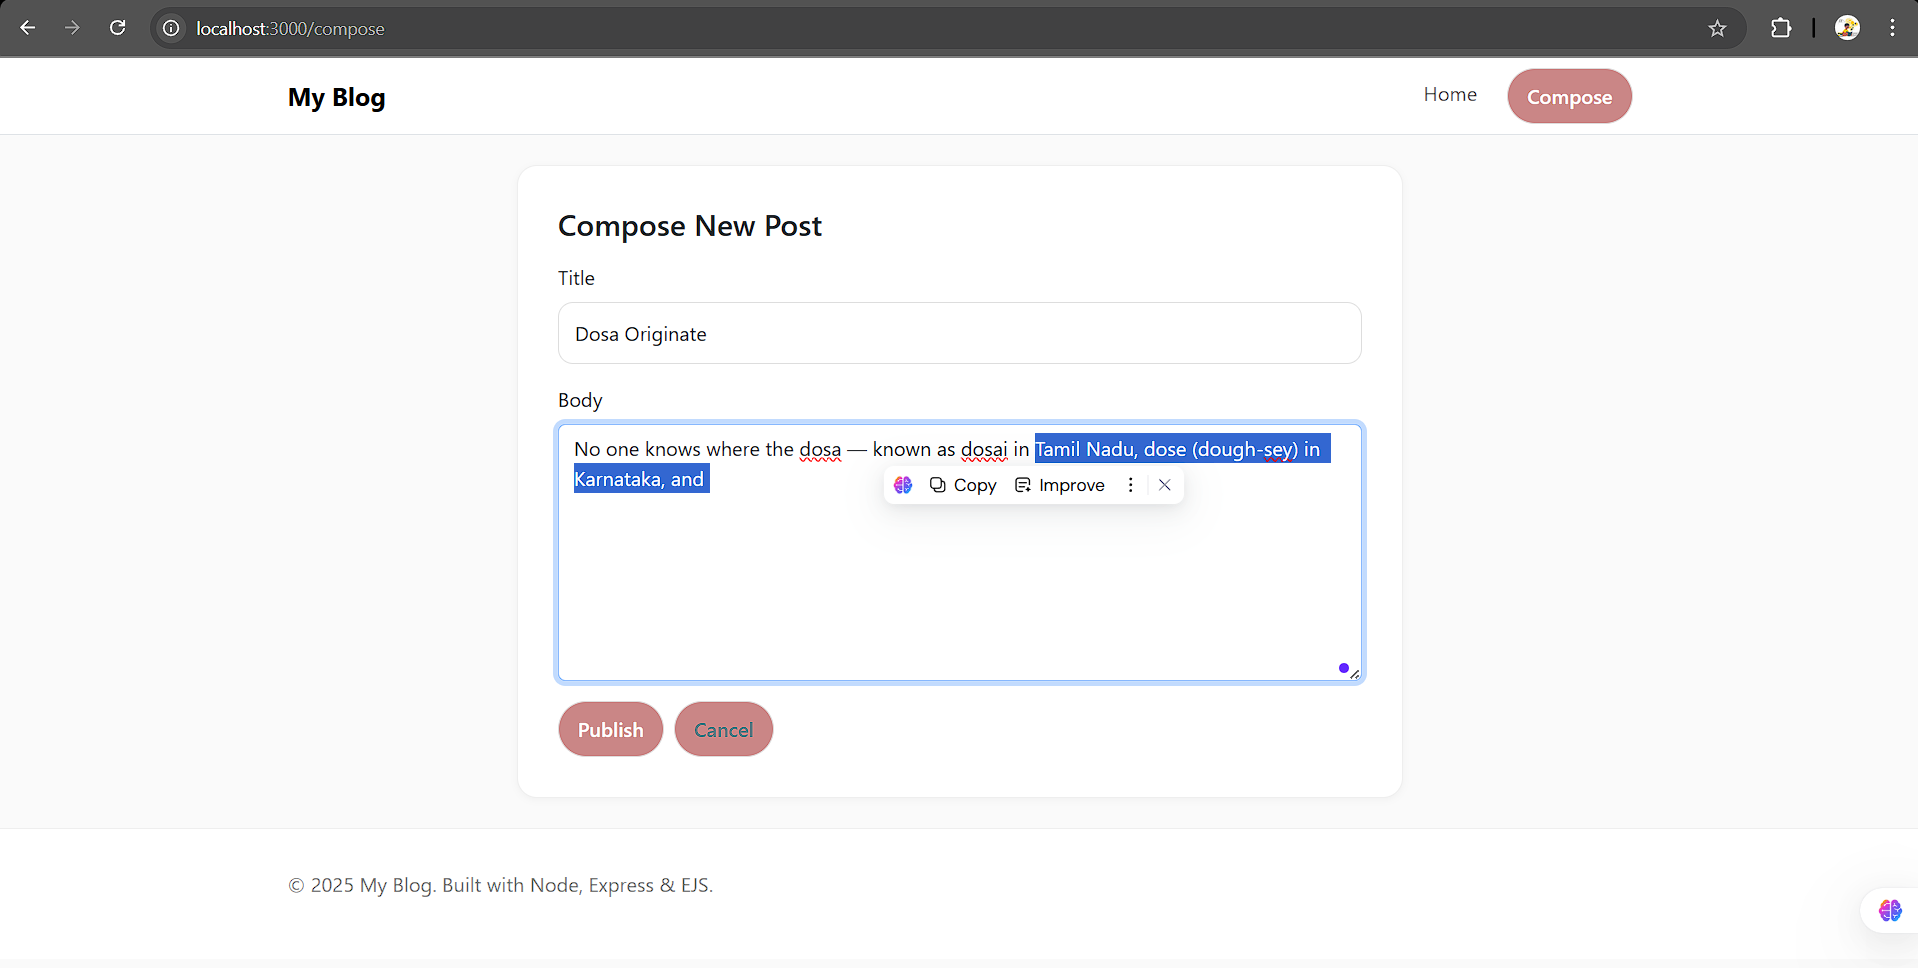 localhost:3000/compose
My Blog
Home
Compose
Compose New Post
Title
Dosa Originate
Body
No one knows where the dosa — known as dosai in Tamil Nadu, dose (dough-sey) in
Karnataka, and
Copy
Improve
Publish
Cancel
© 2025 My Blog. Built with Node, Express & EJS.